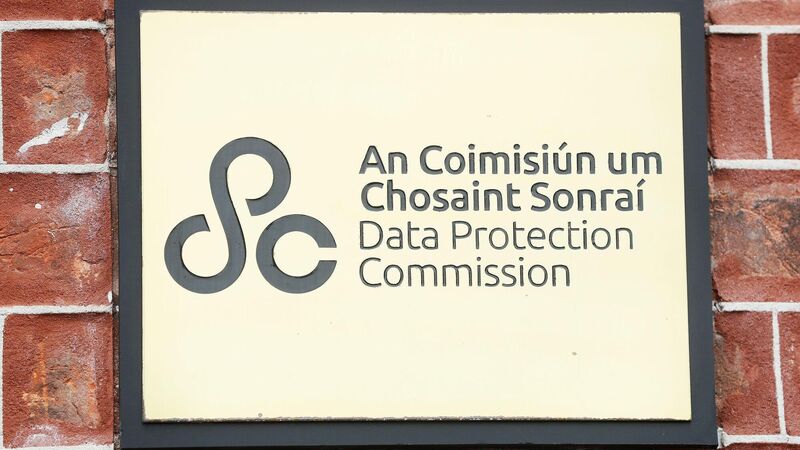 An Coimisiún um
Chosaint Sonraí
Data Protection
Commission